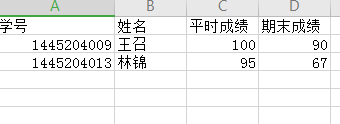 A B C D
学号 姓名 平时成绩 期末成绩
1445204009 王召 100 90
1445204013 林锦 95 67